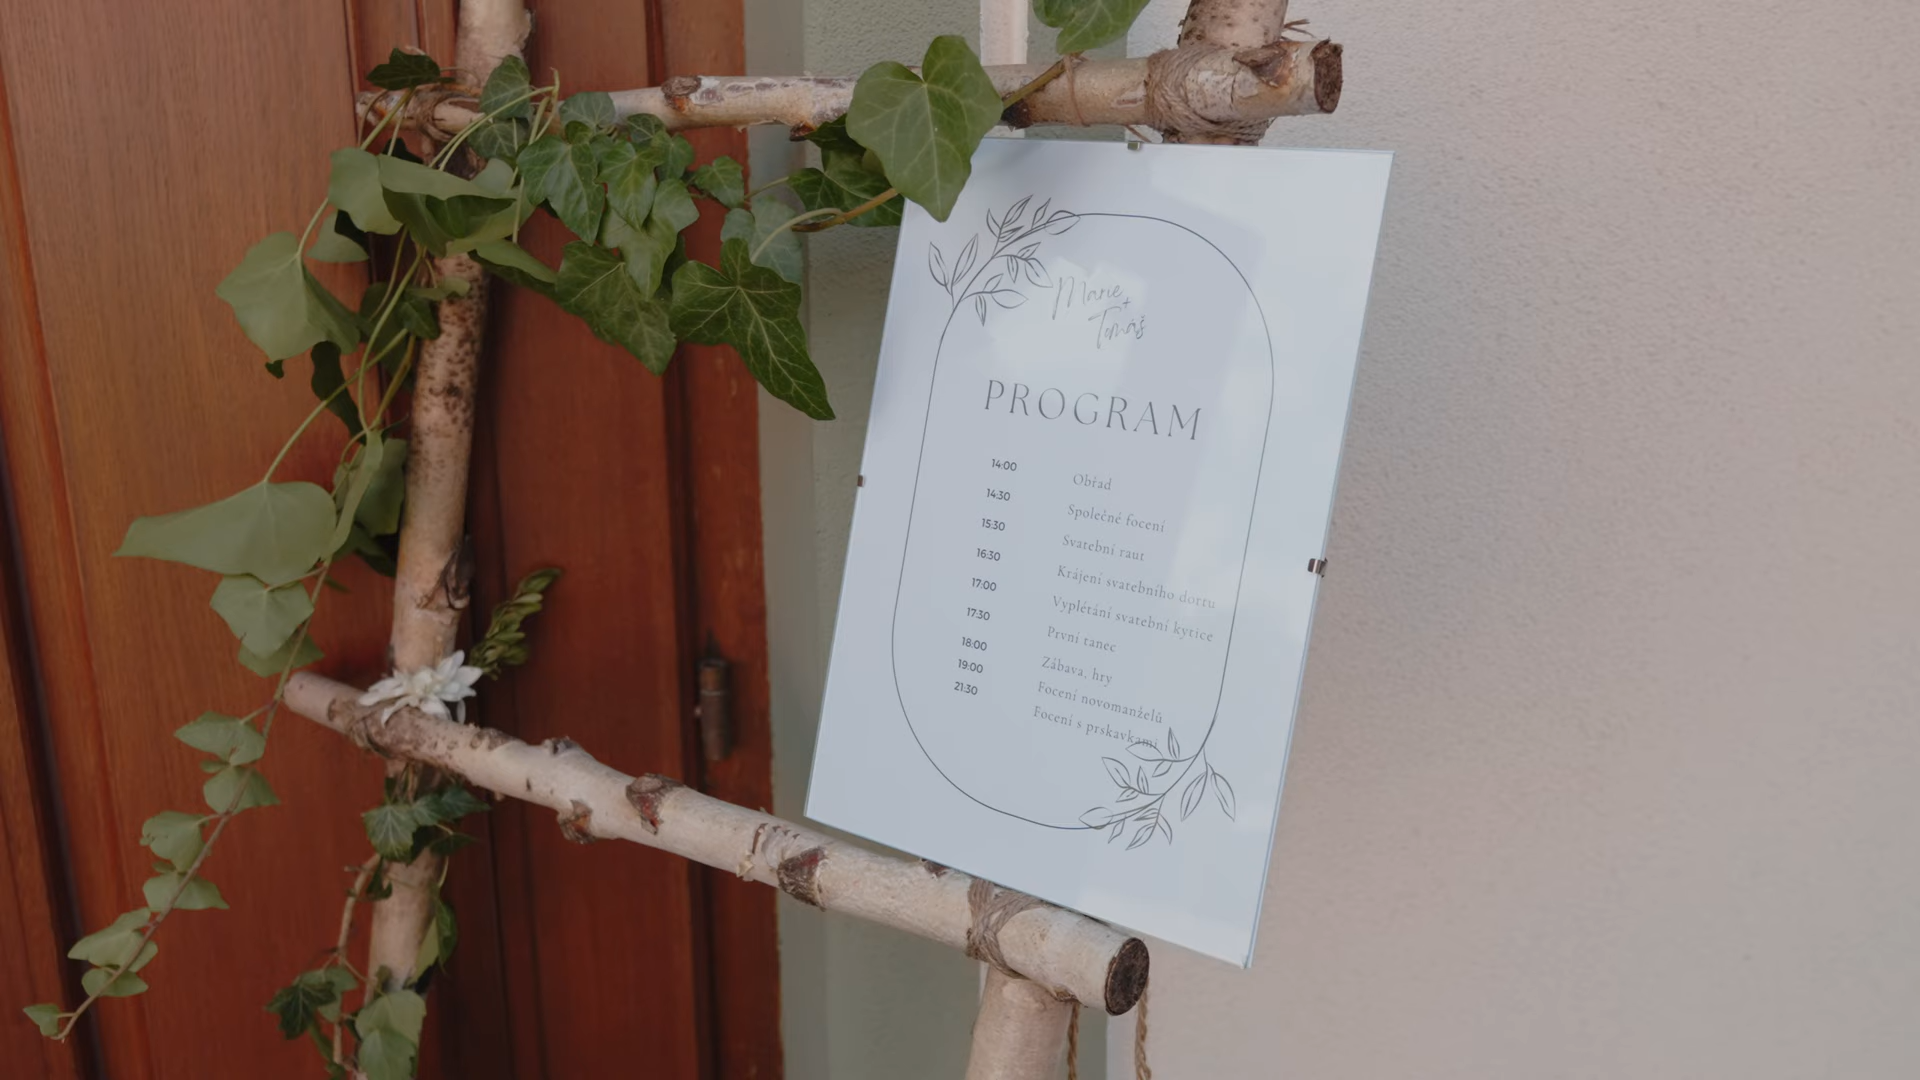 Marie
+
Tomáš
PROGRAM
14:00 Obřad
14:30 Společné focení
15:30 Svatební raut
16:30 Krájení svatebního dortu
17:00 Vyplétání svatební kytice
17:30 První tanec
18:00 Zábava, hry
19:00 Focení novomanželů
21:30 Focení s prskavkami